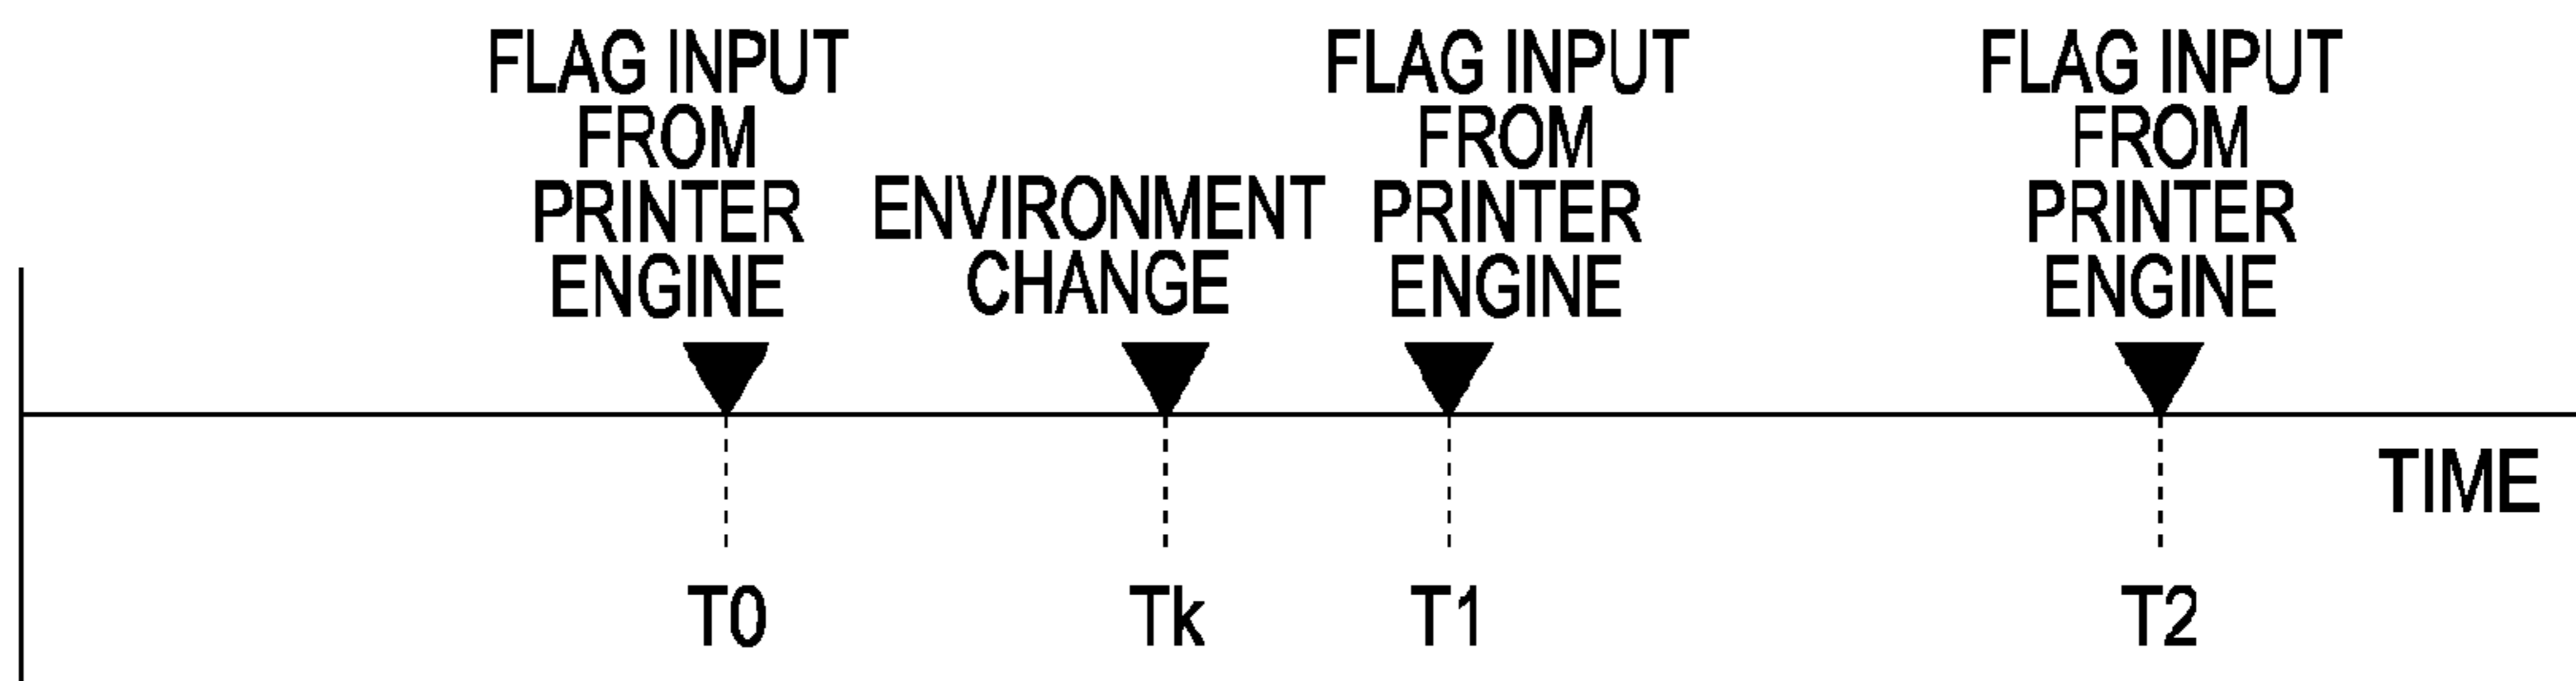 FLAG INPUT
FROM
PRINTER
ENGINE
ENVIRONMENT
CHANGE
FLAG INPUT
FROM
PRINTER
ENGINE
FLAG INPUT
FROM
PRINTER
ENGINE
TIME
T0
Tk
T1
T2